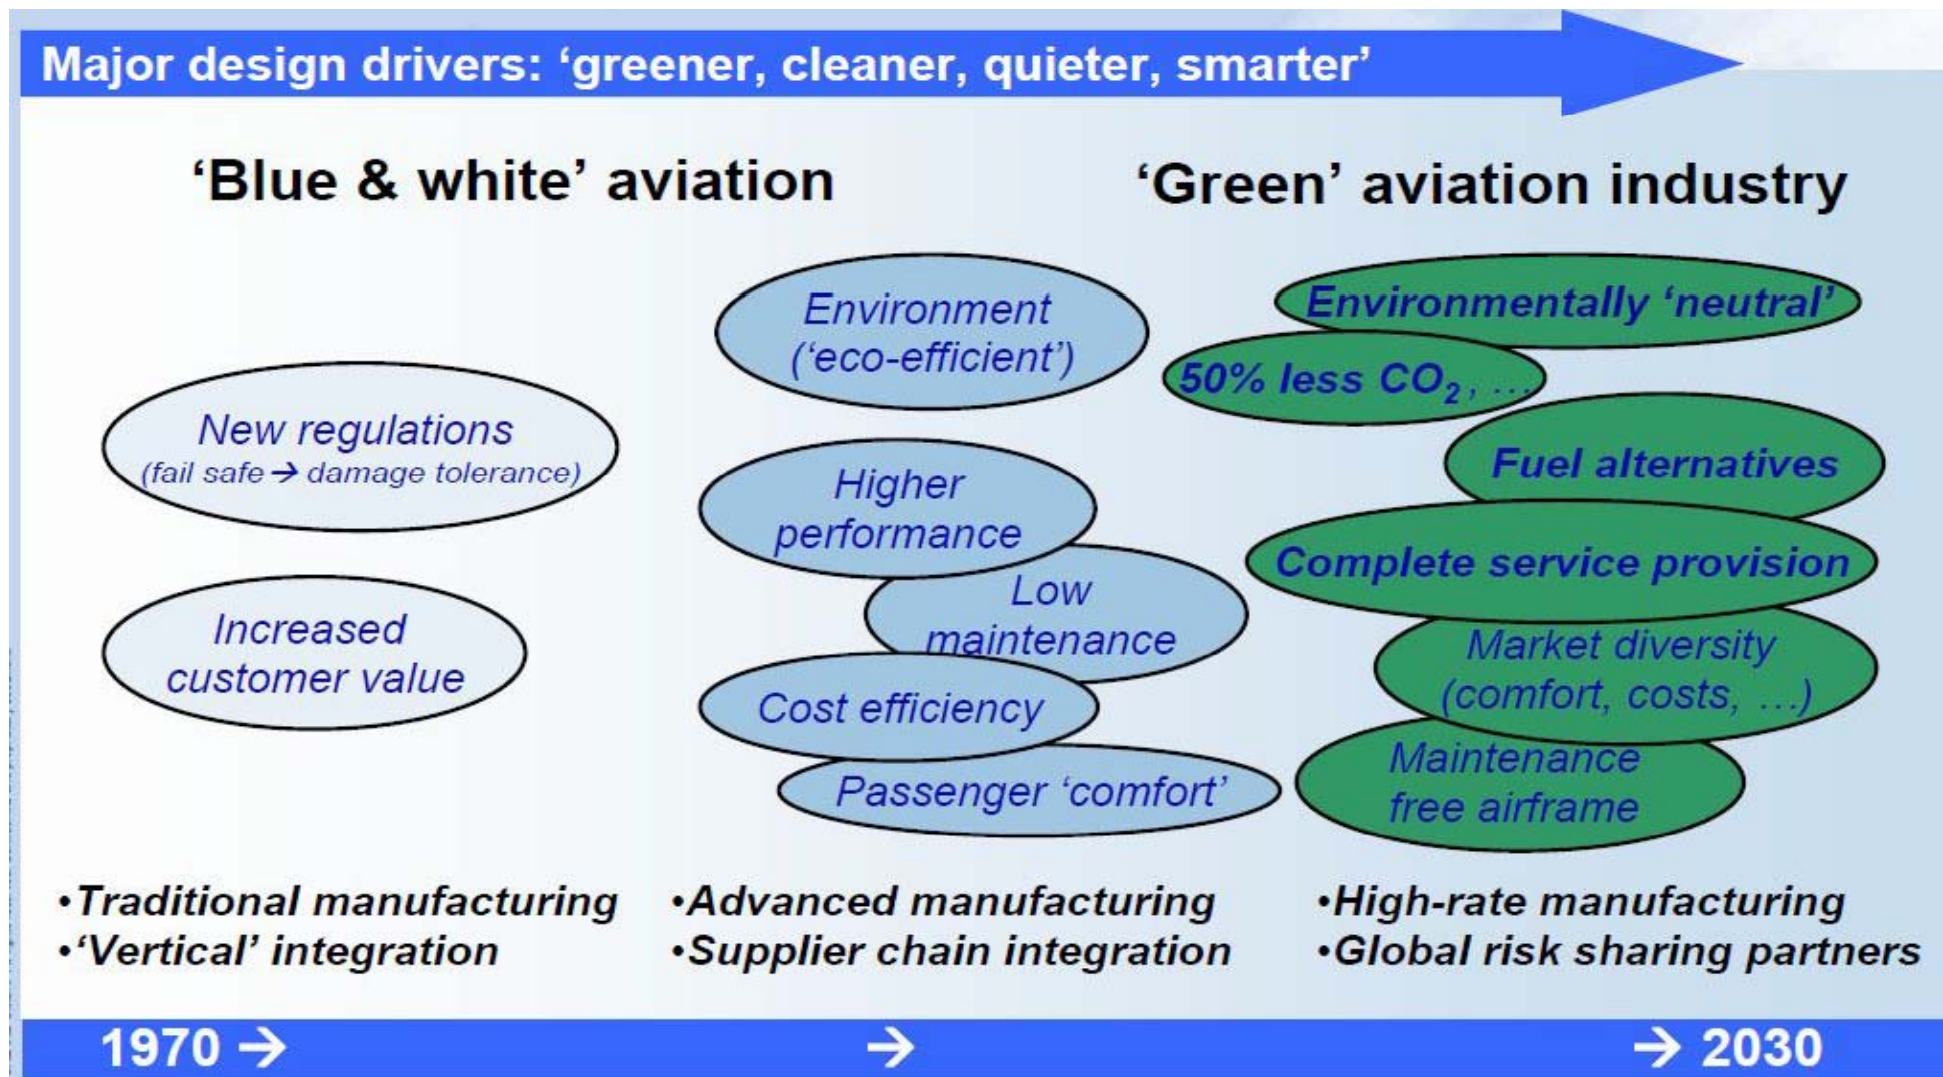 Major design drivers: ‘greener, cleaner, quieter, smarter’
‘Blue & white’ aviation
‘Green’ aviation industry
New regulations
(fail safe → damage tolerance)
Increased
customer value
Environment
(‘eco-efficient’)
Higher
performance
Low
maintenance
Cost efficiency
Passenger ‘comfort’
Environmentally ‘neutral’
50% less CO2, …
Fuel alternatives
Complete service provision
Market diversity
(comfort, costs, …)
Maintenance
free airframe
•Traditional manufacturing
•‘Vertical’ integration
•Advanced manufacturing
•Supplier chain integration
•High-rate manufacturing
•Global risk sharing partners
1970 → → → 2030